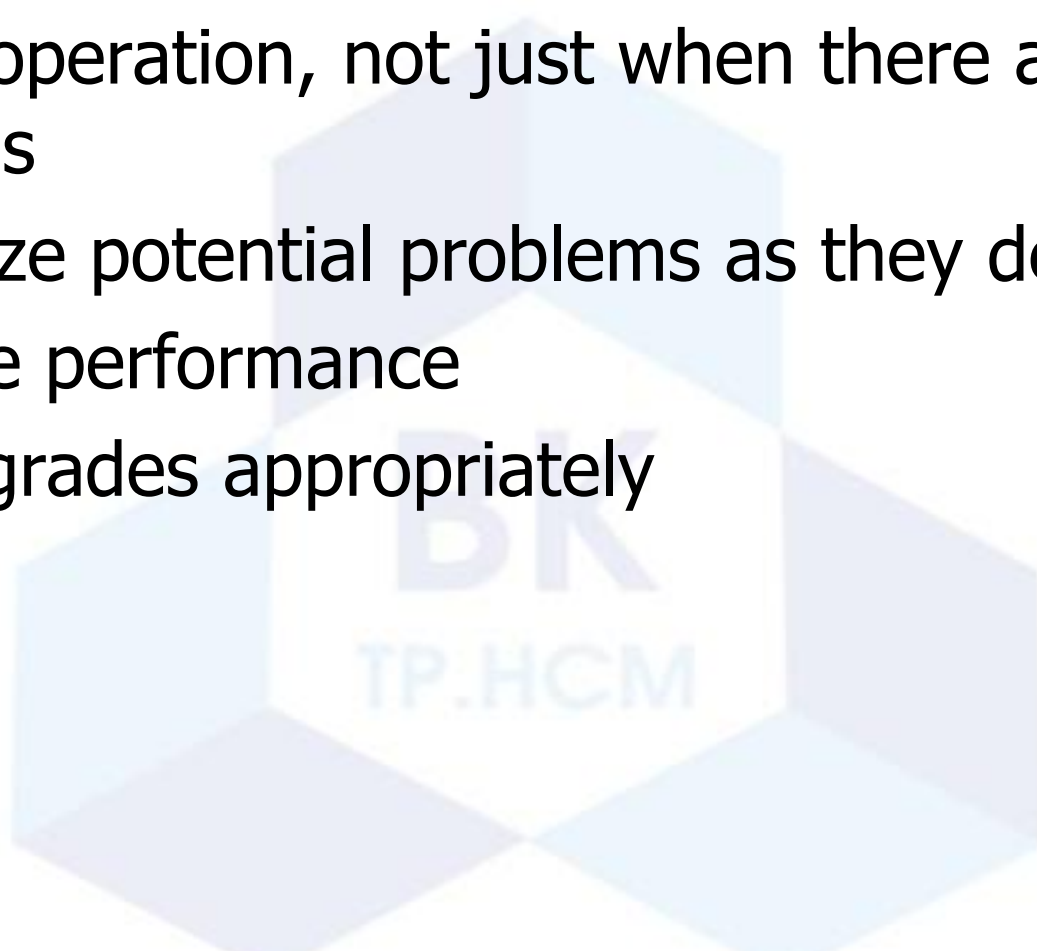 operation, not just when there a
s
ze potential problems as they d
e performance
grades appropriately
BK
TP.HCM